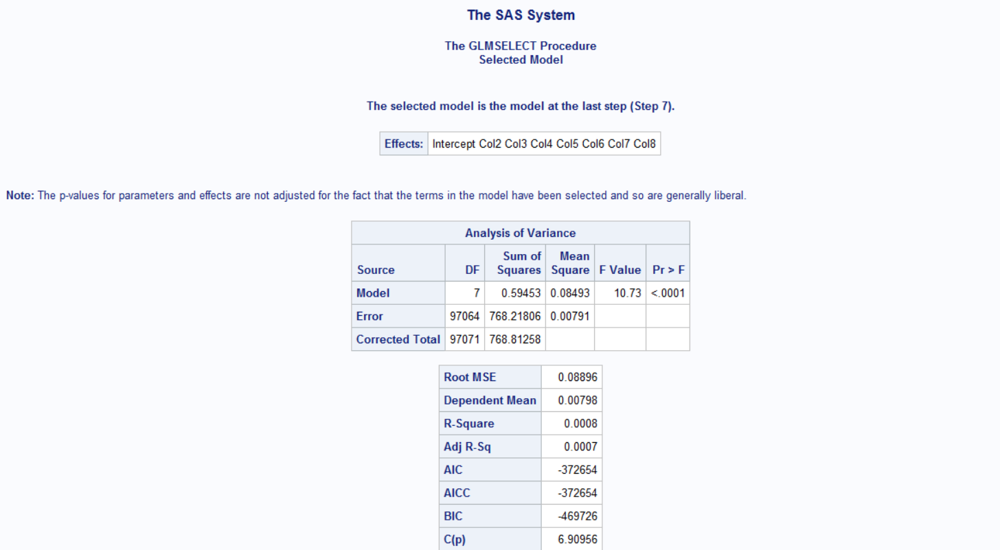 The SAS System
The GLMSELECT Procedure
Selected Model
The selected model is the model at the last step (Step 7).
Effects: Intercept Col2 Col3 Col4 Col5 Col6 Col7 Col8
Note: The p-values for parameters and effects are not adjusted for the fact that the terms in the model have been selected and so are generally liberal.
Analysis of Variance
Source DF Sum of Squares Mean Square F Value Pr > F
Model 7 0.59453 0.08493 10.73 <.0001
Error 97064 768.21806 0.00791
Corrected Total 97071 768.81258
Root MSE 0.08896
Dependent Mean 0.00798
R-Square 0.0008
Adj R-Sq 0.0007
AIC -372654
AICC -372654
BIC -469726
C(p) 6.90956